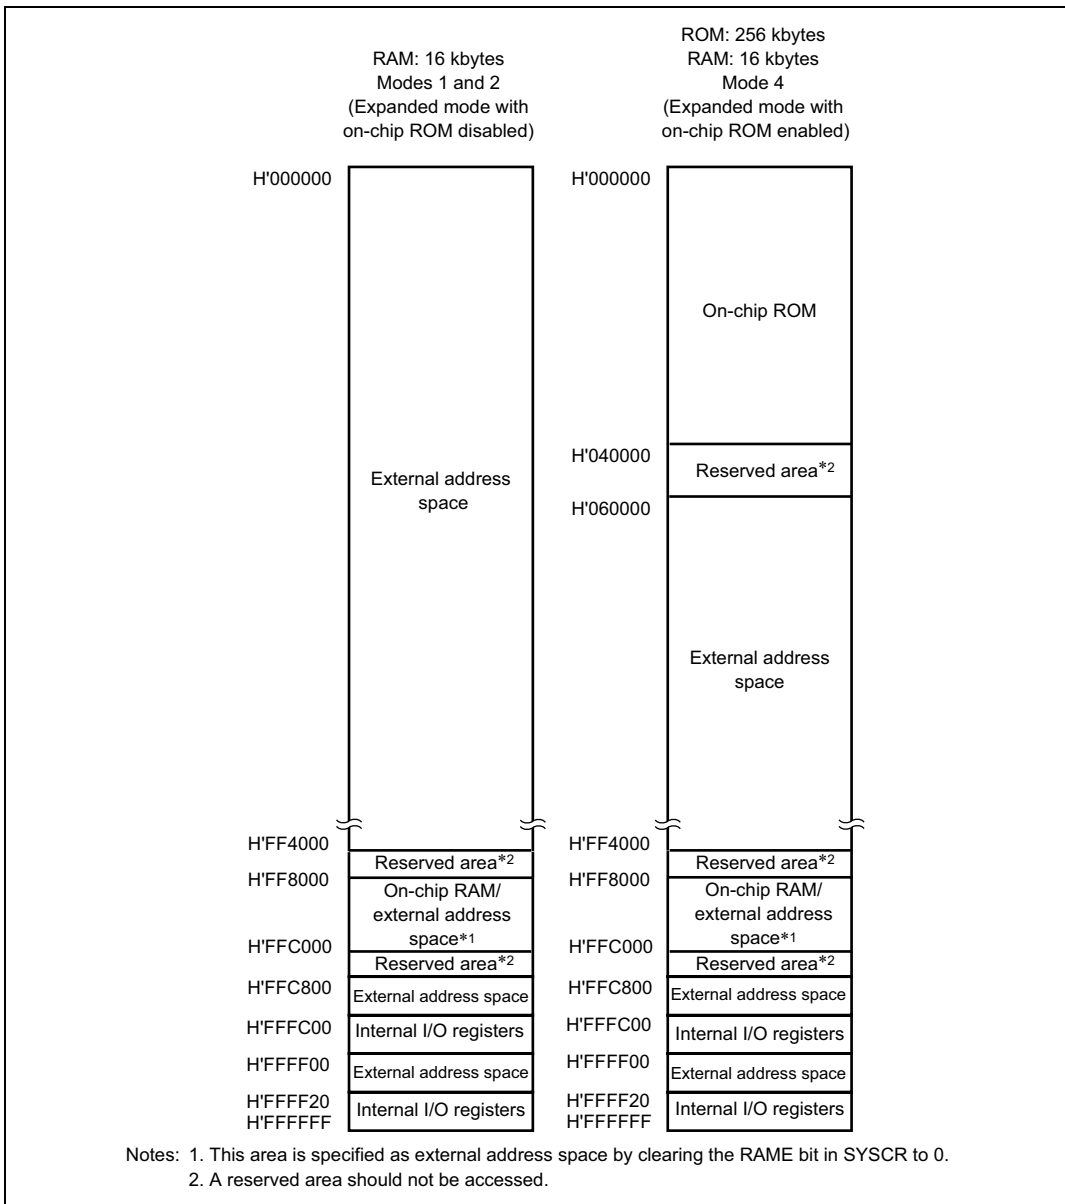 RAM: 16 kbytes
Modes 1 and 2
(Expanded mode with
on-chip ROM disabled)
ROM: 256 kbytes
RAM: 16 kbytes
Mode 4
(Expanded mode with
on-chip ROM enabled)
H'000000
External address
space
H'FF4000
Reserved area*2
H'FF8000
On-chip RAM/
external address
space*1
H'FFC000
Reserved area*2
H'FFC800
External address space
H'FFFC00
Internal I/O registers
H'FFFF00
External address space
H'FFFF20
Internal I/O registers
H'FFFFFF
H'000000
On-chip ROM
H'040000
Reserved area*2
H'060000
External address
space
H'FF4000
Reserved area*2
H'FF8000
On-chip RAM/
external address
space*1
H'FFC000
Reserved area*2
H'FFC800
External address space
H'FFFC00
Internal I/O registers
H'FFFF00
External address space
H'FFFF20
Internal I/O registers
H'FFFFFF
Notes: 1. This area is specified as external address space by clearing the RAME bit in SYSCR to 0.
2. A reserved area should not be accessed.